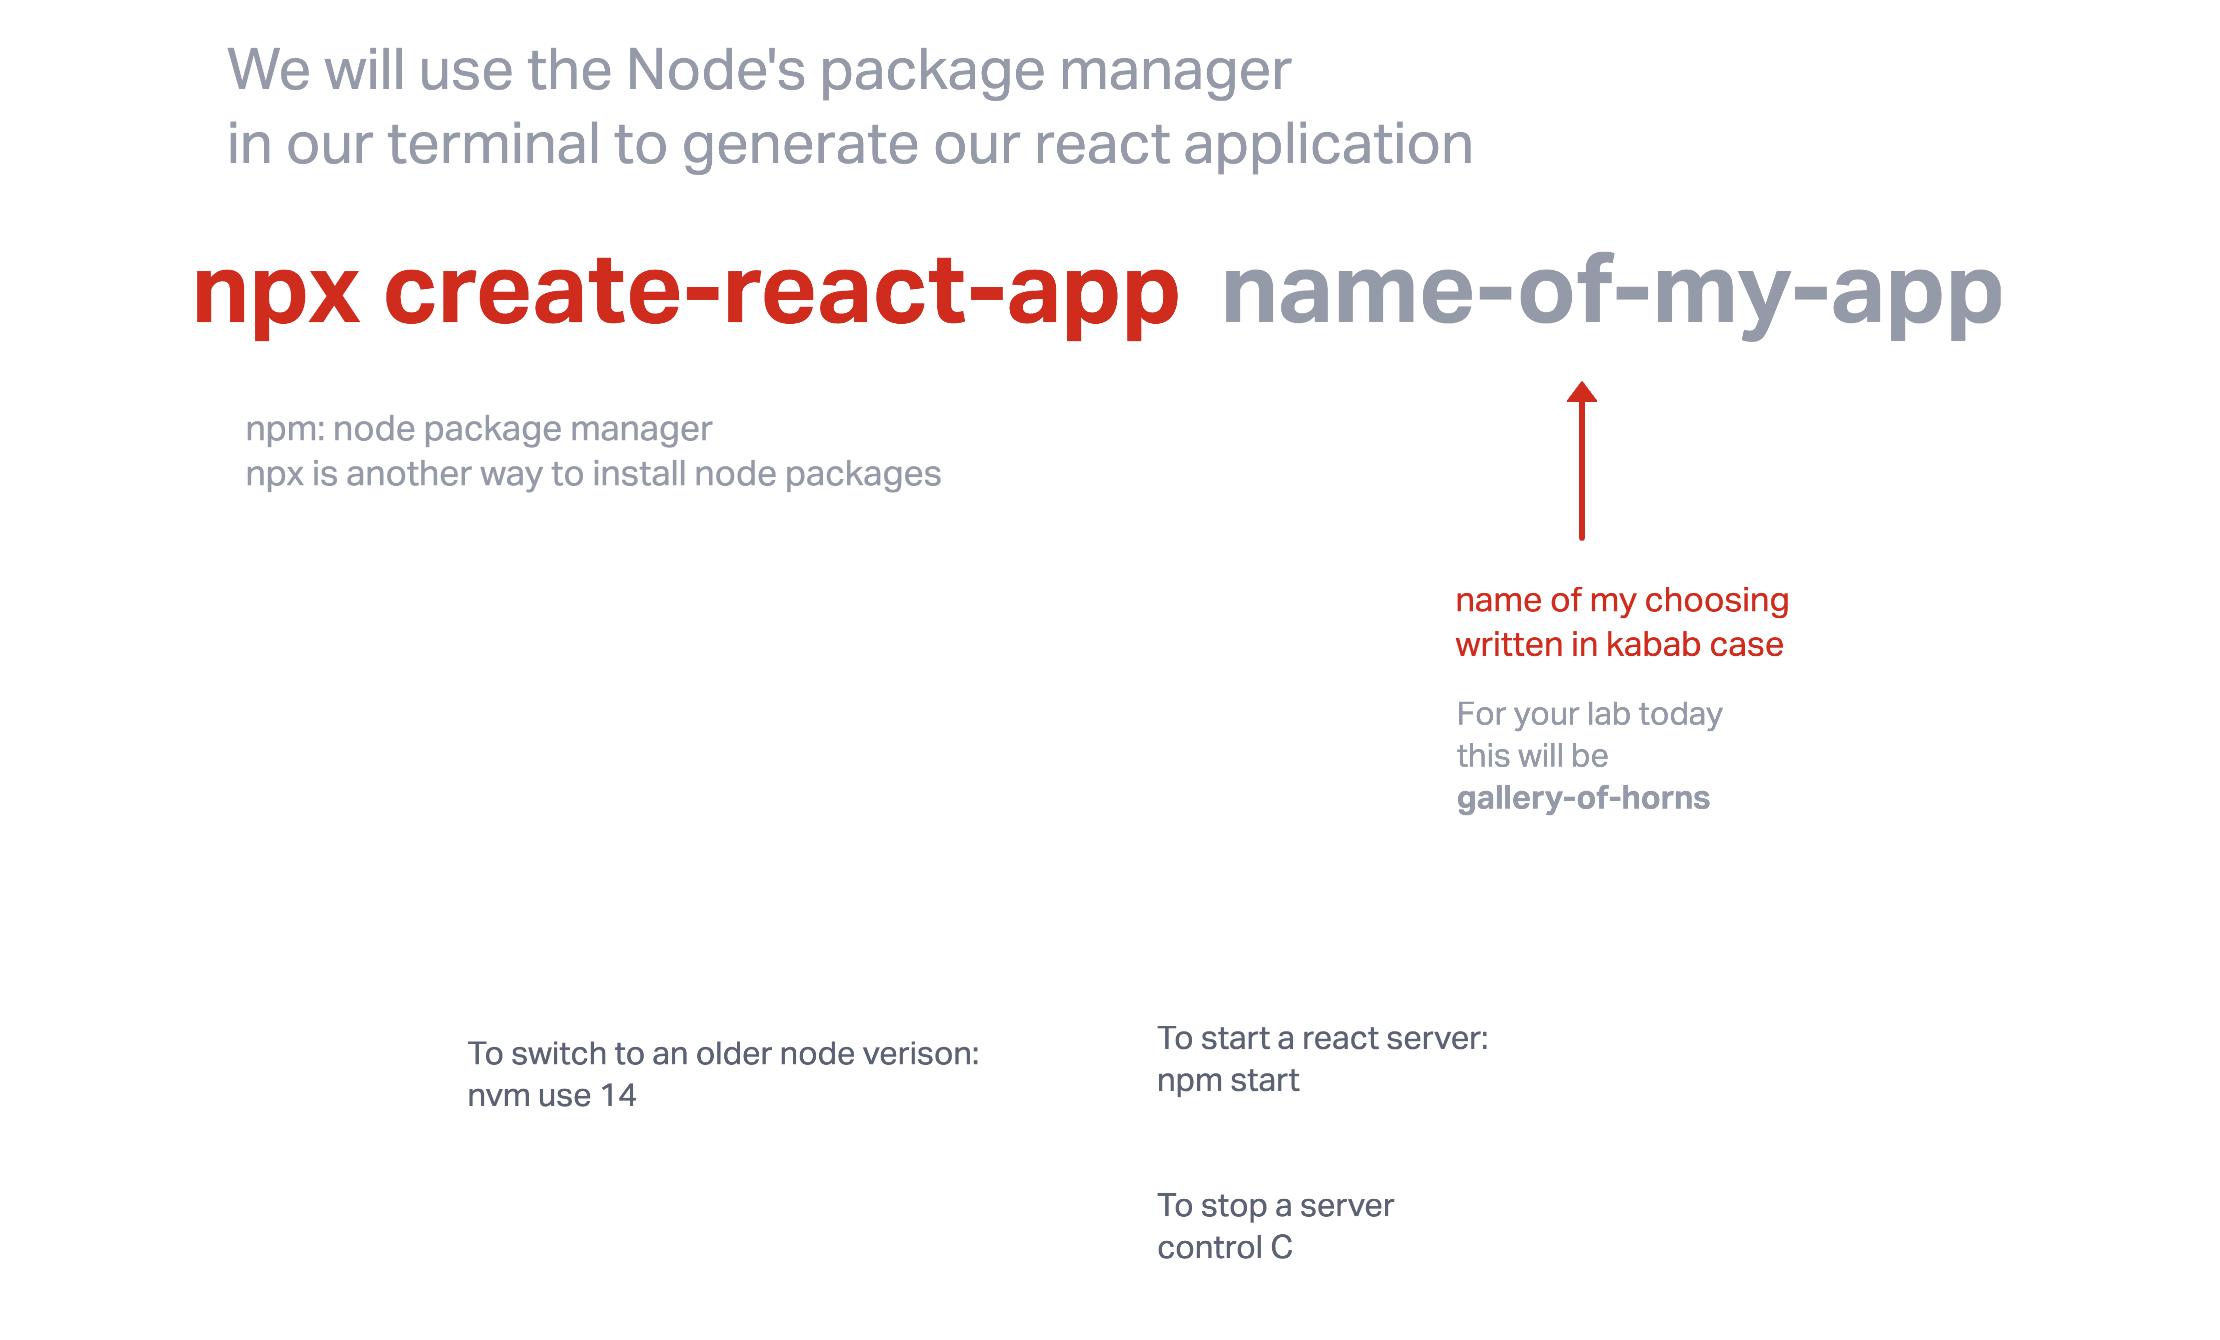 We will use the Node's package manager
in our terminal to generate our react application
npx create-react-app name-of-my-app
npm: node package manager
npx is another way to install node packages
name of my choosing
written in kabab case
For your lab today
this will be
gallery-of-horns
To switch to an older node verison:
nvm use 14
To start a react server:
npm start
To stop a server
control C